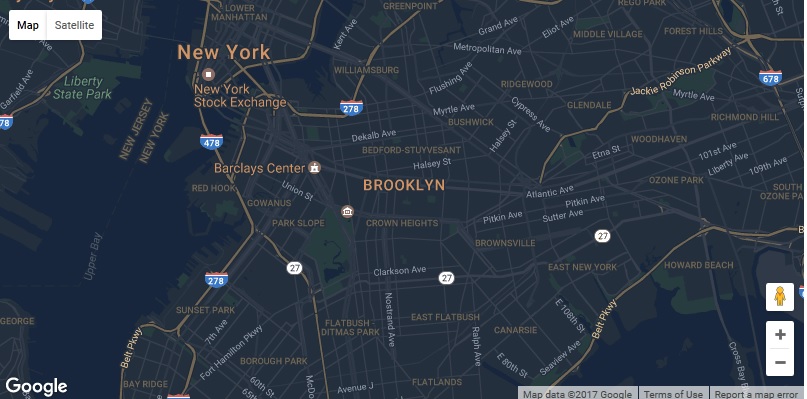 LOWER
MANHATTAN
GREENPOINT
REGO PARK
Map
Satellite
Kent Ave
Grand Ave
Eliot Ave
MIDDLE VILLAGE
FOREST HILLS
New York
Metropolitan Ave
Jackie Robinson Parkway
678
WILLIAMSBURG
Flushing Ave
RIDGEWOOD
Liberty
State Park
New York
Stock Exchange
Garfield Ave
278
Myrtle Ave
Cypress Ave
GLENDALE
Myrtle Ave
78
NEW JERSEY
NEW YORK
BUSHWICK
RICHMOND HILL
478
Dekalb Ave
Halsey St
WOODHAVEN
BEDFORD-STUYVESANT
Etna St
101st Ave
Barclays Center
Halsey St
Liberty Ave
109th Ave
RED HOOK
Union St
BROOKLYN
Atlantic Ave
OZONE PARK
SOUTH
OZONE PA
GOWANUS
Pitkin Ave
PARK SLOPE
CROWN HEIGHTS
Pitkin Ave
Sutter Ave
27
Upper Bay
BROWNSVILLE
27
Clarkson Ave
27
EAST NEW YORK
HOWARD BEACH
278
SUNSET PARK
Nostrand Ave
E 108th St
Belt Pkwy
GEORGE
7th Ave
FLATBUSH -
DITMAS PARK
EAST FLATBUSH
Ralph Ave
CANARSIE
Belt Pkwy
Fort Hamilton Pkwy
E 80th St
Seaview Ave
Cross Bay B
BOROUGH PARK
BAY RIDGE
60th
65th
McDo
Avenue J
FLATLANDS
Google
Map data ©2017 Google
Terms of Use
Report a map error